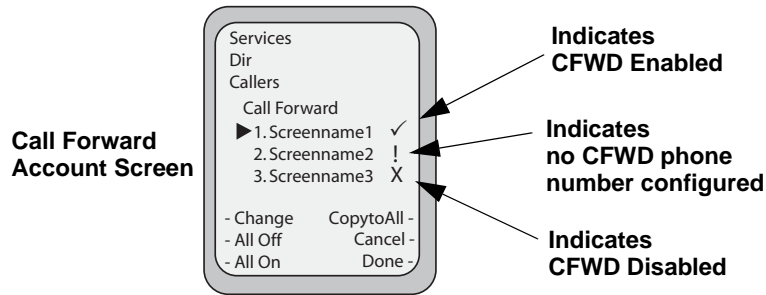 Call Forward
Account Screen
Services
Dir
Callers
Call Forward
▶1. Screenname1 ✓
2. Screenname2 !
3. Screenname3 X
- Change CopytoAll -
- All Off Cancel -
- All On Done -
Indicates
CFWD Enabled
Indicates
no CFWD phone
number configured
Indicates
CFWD Disabled